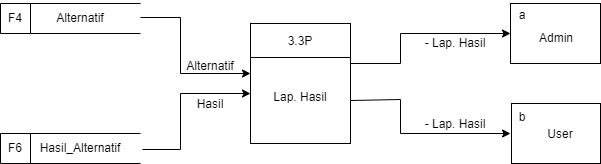 F4 Alternatif
Alternatif
Hasil
F6 Hasil_Alternatif
3.3P
Lap. Hasil
- Lap. Hasil
- Lap. Hasil
a
Admin
b
User